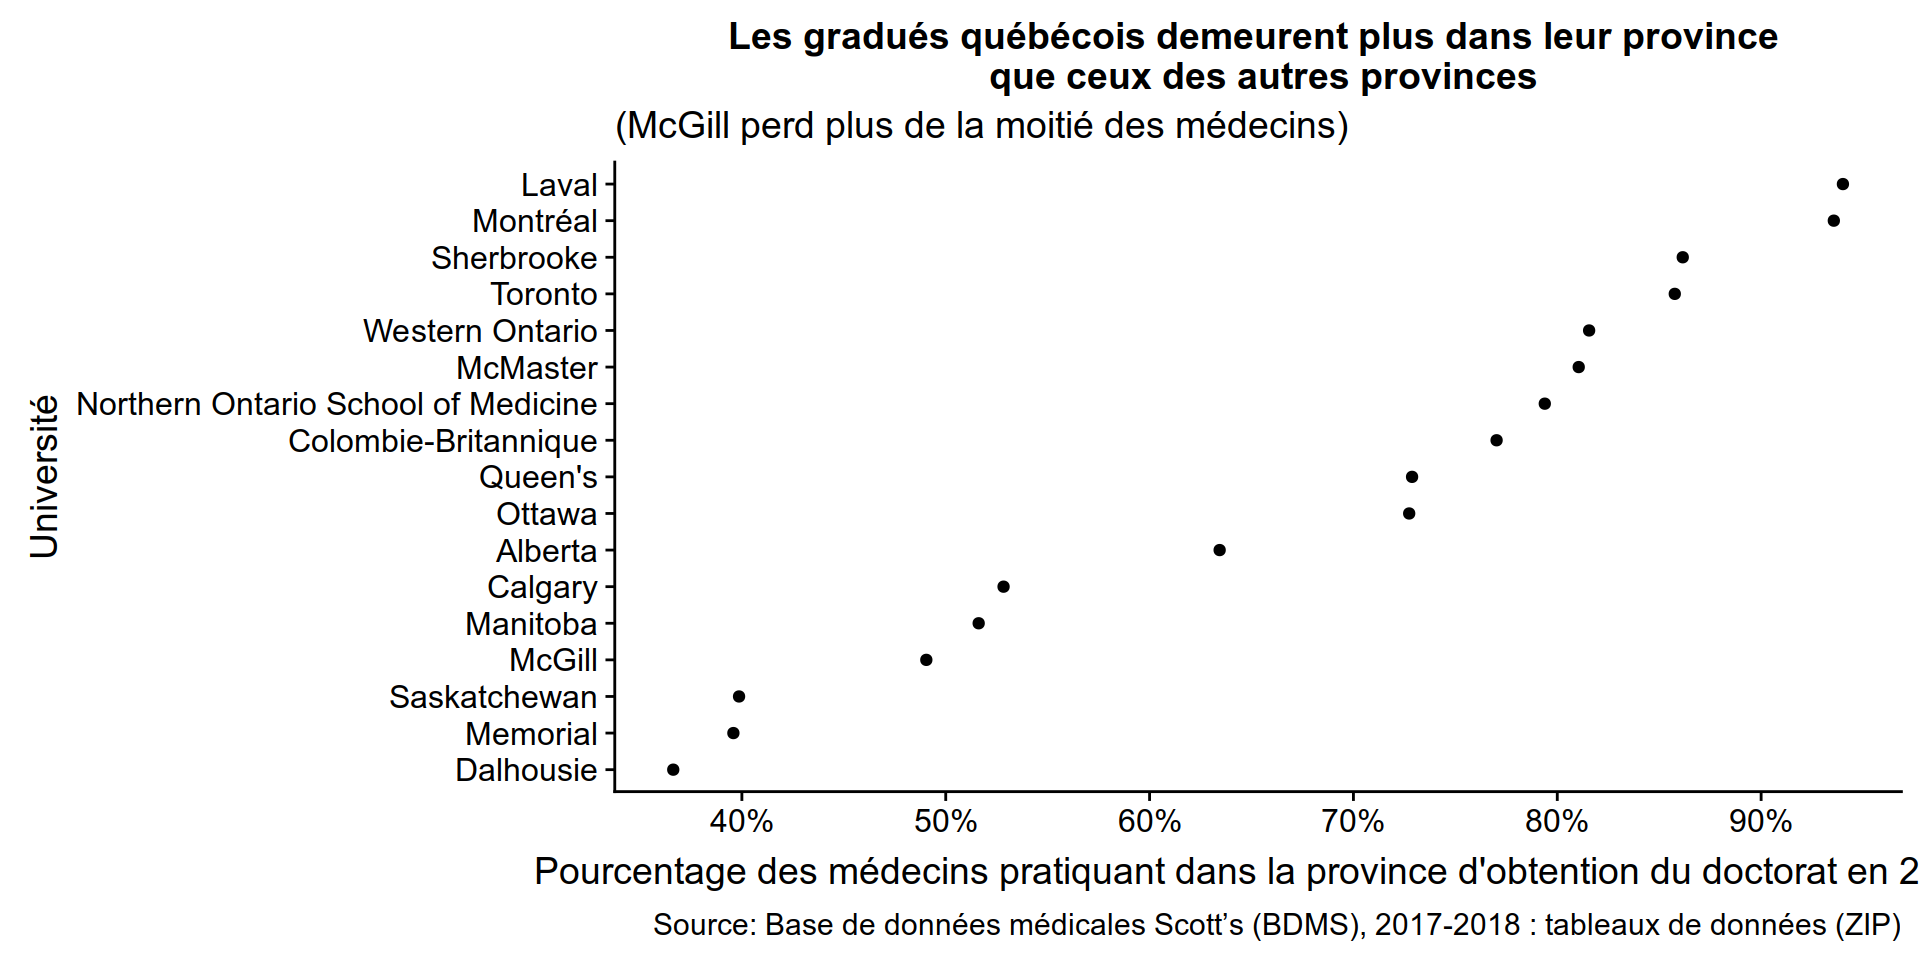 Les gradués québécois demeurent plus dans leur province
que ceux des autres provinces
(McGill perd plus de la moitié des médecins)
Université
Laval
Montréal
Sherbrooke
Toronto
Western Ontario
McMaster
Northern Ontario School of Medicine
Colombie-Britannique
Queen's
Ottawa
Alberta
Calgary
Manitoba
McGill
Saskatchewan
Memorial
Dalhousie
40% 50% 60% 70% 80% 90%
Pourcentage des médecins pratiquant dans la province d'obtention du doctorat en 2
Source: Base de données médicales Scott’s (BDMS), 2017-2018 : tableaux de données (ZIP)